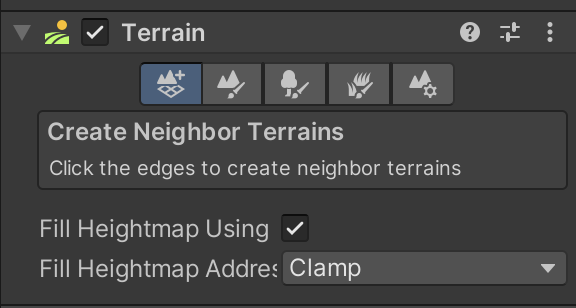 Terrain
Create Neighbor Terrains
Click the edges to create neighbor terrains
Fill Heightmap Using
Fill Heightmap Addres
Clamp